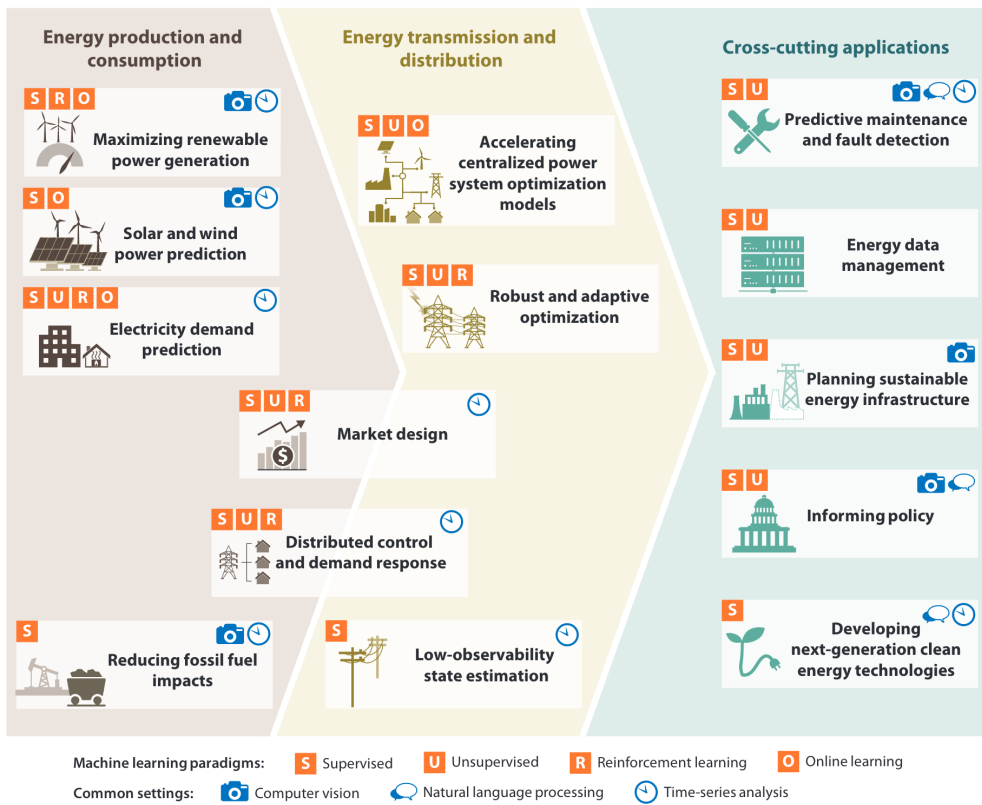 Energy production and
consumption
S R O
Maximizing renewable
power generation
S O
Solar and wind
power prediction
S U R O
Electricity demand
prediction
S U R
$
Market design
S U R
Distributed control
and demand response
S
Reducing fossil fuel
impacts
Energy transmission and
distribution
S U O
Accelerating
centralized power
system optimization
models
S U R
Robust and adaptive
optimization
S
Low-observability
state estimation
Cross-cutting applications
S U
Predictive maintenance
and fault detection
S U
Energy data
management
S U
Planning sustainable
energy infrastructure
S U
Informing policy
S
Developing
next-generation clean
energy technologies
Machine learning paradigms: S Supervised U Unsupervised R Reinforcement learning O Online learning
Common settings: Computer vision Natural language processing Time-series analysis